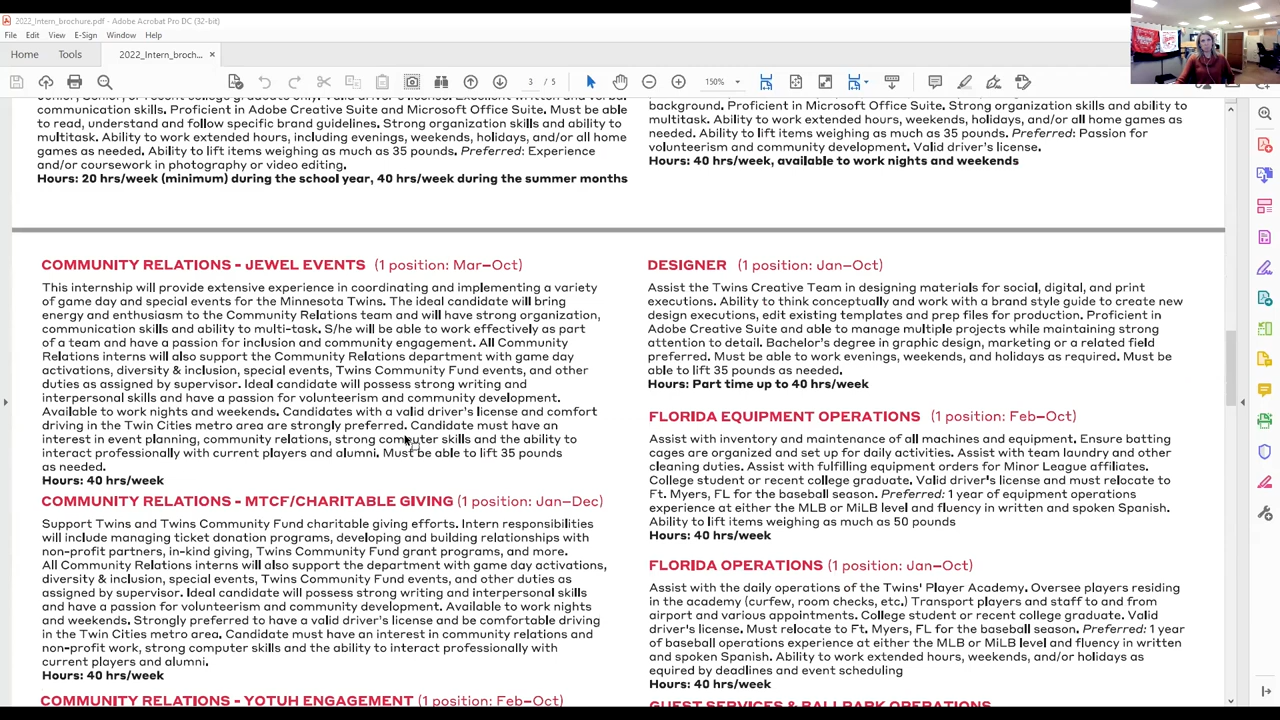 2022_Intern_brochure.pdf - Adobe Acrobat Pro DC (32-bit)
File Edit View E-Sign Window Help
Home Tools 2022_Intern_broch... ×
3 / 5 150%
communication skills. Proficient in Adobe Creative Suite and Microsoft Office Suite. Must be able
to read, understand and follow specific brand guidelines. Strong organization skills and ability to
multitask. Ability to work extended hours, including evenings, weekends, holidays, and/or all home
games as needed. Ability to lift items weighing as much as 35 pounds. Preferred: Experience
and/or coursework in photography or video editing.
Hours: 20 hrs/week (minimum) during the school year, 40 hrs/week during the summer months
COMMUNITY RELATIONS - JEWEL EVENTS (1 position: Mar–Oct)
This internship will provide extensive experience in coordinating and implementing a variety
of game day and special events for the Minnesota Twins. The ideal candidate will bring
energy and enthusiasm to the Community Relations team and will have strong organization,
communication skills and ability to multi-task. S/he will be able to work effectively as part
of a team and have a passion for inclusion and community engagement. All Community
Relations interns will also support the Community Relations department with game day
activations, diversity & inclusion, special events, Twins Community Fund events, and other
duties as assigned by supervisor. Ideal candidate will possess strong writing and
interpersonal skills and have a passion for volunteerism and community development.
Available to work nights and weekends. Candidates with a valid driver's license and comfort
driving in the Twin Cities metro area are strongly preferred. Candidate must have an
interest in event planning, community relations, strong computer skills and the ability to
interact professionally with current players and alumni. Must be able to lift 35 pounds
as needed.
Hours: 40 hrs/week
COMMUNITY RELATIONS - MTCF/CHARITABLE GIVING (1 position: Jan–Dec)
Support Twins and Twins Community Fund charitable giving efforts. Intern responsibilities
will include managing ticket donation programs, developing and building relationships with
non-profit partners, in-kind giving, Twins Community Fund grant programs, and more.
All Community Relations interns will also support the department with game day activations,
diversity & inclusion, special events, Twins Community Fund events, and other duties as
assigned by supervisor. Ideal candidate will possess strong writing and interpersonal skills
and have a passion for volunteerism and community development. Available to work nights
and weekends. Strongly preferred to have a valid driver's license and be comfortable driving
in the Twin Cities metro area. Candidate must have an interest in community relations and
non-profit work, strong computer skills and the ability to interact professionally with
current players and alumni.
Hours: 40 hrs/week
COMMUNITY RELATIONS - YOTUH ENGAGEMENT (1 position: Feb–Oct)
background. Proficient in Microsoft Office Suite. Strong organization skills and ability to
multitask. Ability to work extended hours, weekends, holidays, and/or all home games as
needed. Ability to lift items weighing as much as 35 pounds. Preferred: Passion for
volunteerism and community development. Valid driver's license.
Hours: 40 hrs/week, available to work nights and weekends
DESIGNER (1 position: Jan–Oct)
Assist the Twins Creative Team in designing materials for social, digital, and print
executions. Ability to think conceptually and work with a brand style guide to create new
design executions, edit existing templates and prep files for production. Proficient in
Adobe Creative Suite and able to manage multiple projects while maintaining strong
attention to detail. Bachelor's degree in graphic design, marketing or a related field
preferred. Must be able to work evenings, weekends, and holidays as required. Must be
able to lift 35 pounds as needed.
Hours: Part time up to 40 hrs/week
FLORIDA EQUIPMENT OPERATIONS (1 position: Feb-Oct)
Assist with inventory and maintenance of all machines and equipment. Ensure batting
cages are organized and set up for daily activities. Assist with team laundry and other
cleaning duties. Assist with fulfilling equipment orders for Minor League affiliates.
College student or recent college graduate. Valid driver's license and must relocate to
Ft. Myers, FL for the baseball season. Preferred: 1 year of equipment operations
experience at either the MLB or MiLB level and fluency in written and spoken Spanish.
Ability to lift items weighing as much as 50 pounds
Hours: 40 hrs/week
FLORIDA OPERATIONS (1 position: Jan–Oct)
Assist with the daily operations of the Twins' Player Academy. Oversee players residing
in the academy (curfew, room checks, etc.) Transport players and staff to and from
airport and various appointments. College student or recent college graduate. Valid
driver's license. Must relocate to Ft. Myers, FL for the baseball season. Preferred: 1 year
of baseball operations experience at either the MLB or MiLB level and fluency in written
and spoken Spanish. Ability to work extended hours, weekends, and/or holidays as
equired by deadlines and event scheduling
Hours: 40 hrs/week
GUEST SERVICES & BALLPARK OPERATIONS